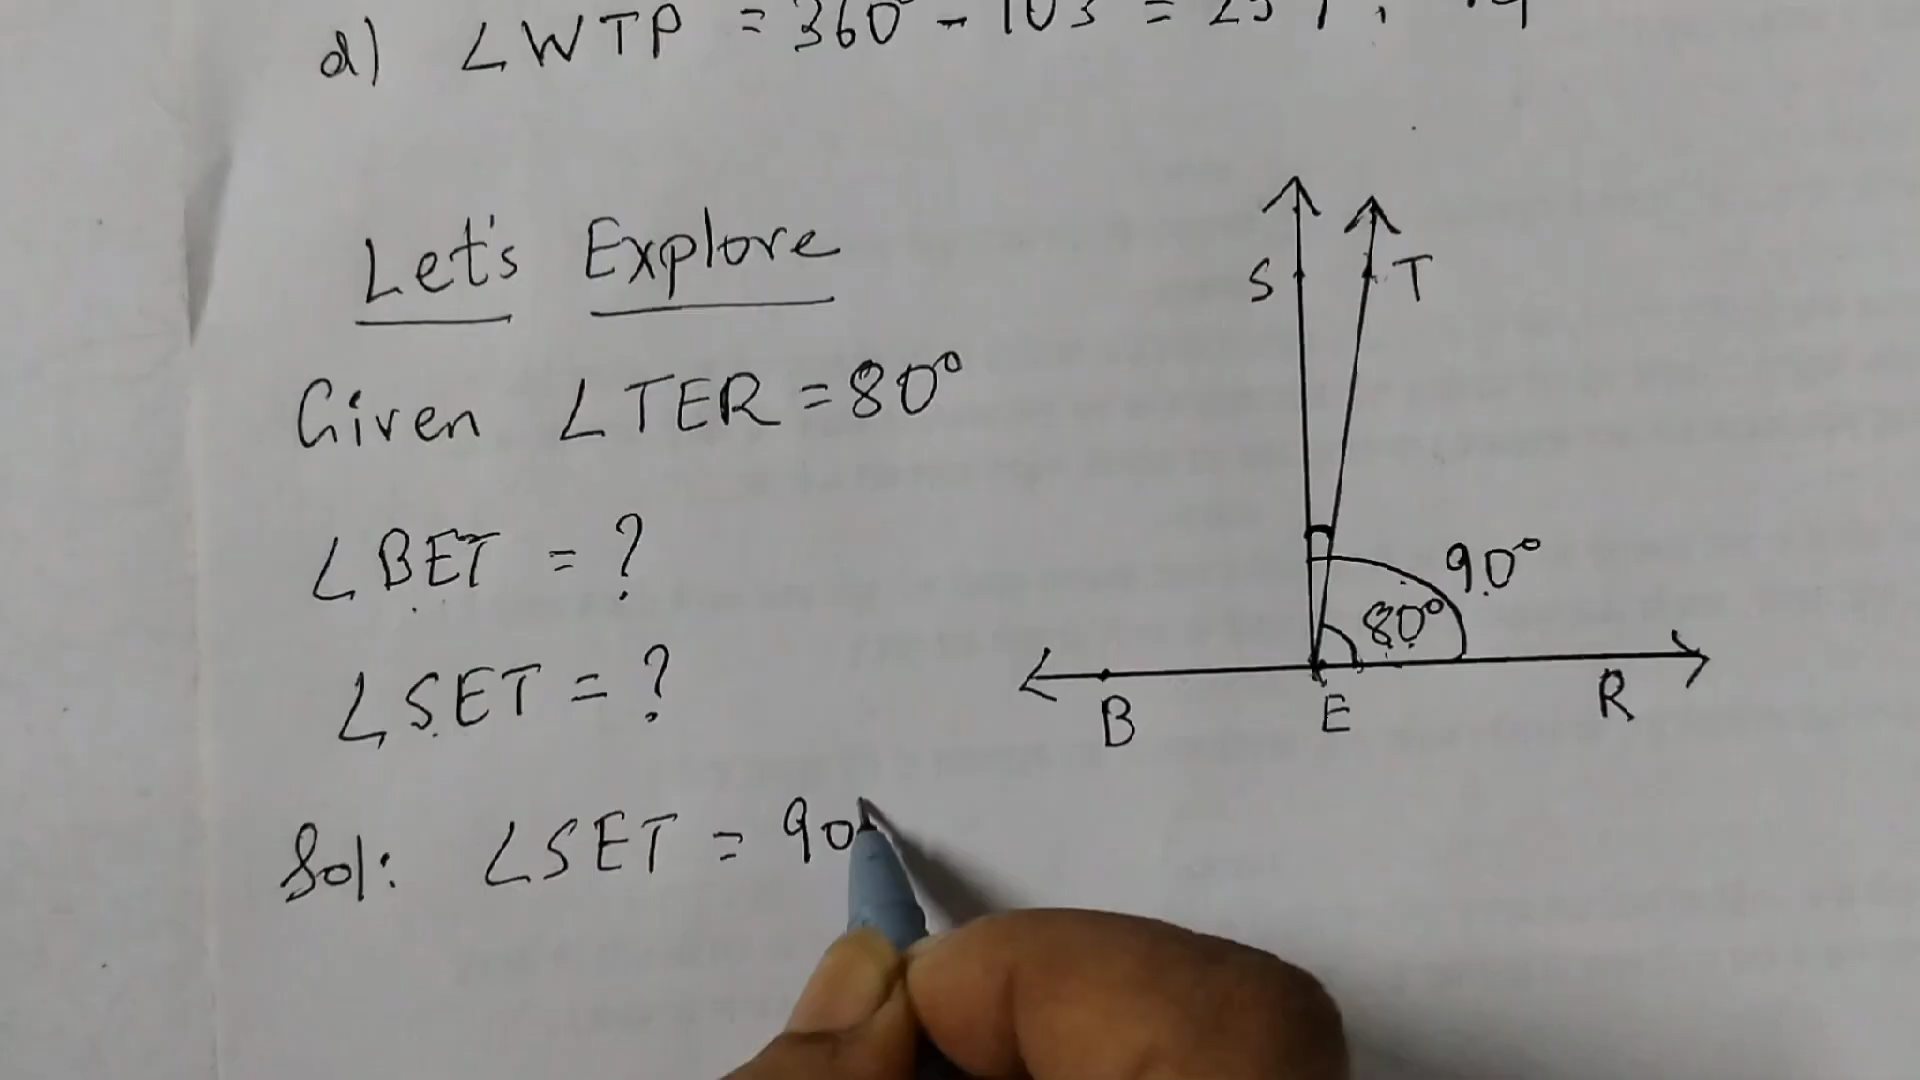 d) ∠WTP = 360° - 103 = 257.
Let's Explore
Given ∠TER = 80°
∠BET = ?
∠SET = ?
Sol: ∠SET = 90
S T
90°
80°
B E R